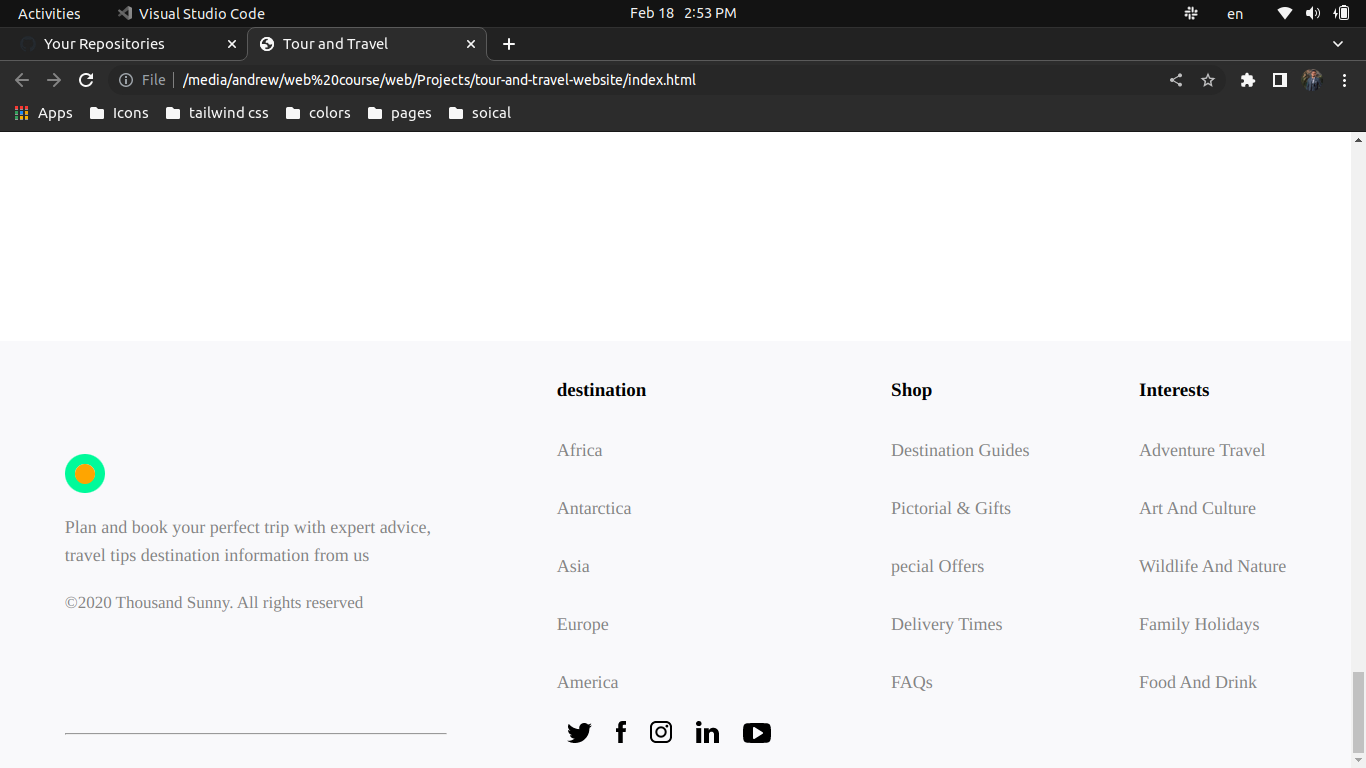 Activities Visual Studio Code Feb 18 2:53 PM en
Your Repositories Tour and Travel
File /media/andrew/web%20course/web/Projects/tour-and-travel-website/index.html
Apps Icons tailwind css colors pages soical
destination Shop Interests
Africa Destination Guides Adventure Travel
Antarctica Pictorial & Gifts Art And Culture
Plan and book your perfect trip with expert advice,
travel tips destination information from us
Asia pecial Offers Wildlife And Nature
©2020 Thousand Sunny. All rights reserved
Europe Delivery Times Family Holidays
America FAQs Food And Drink